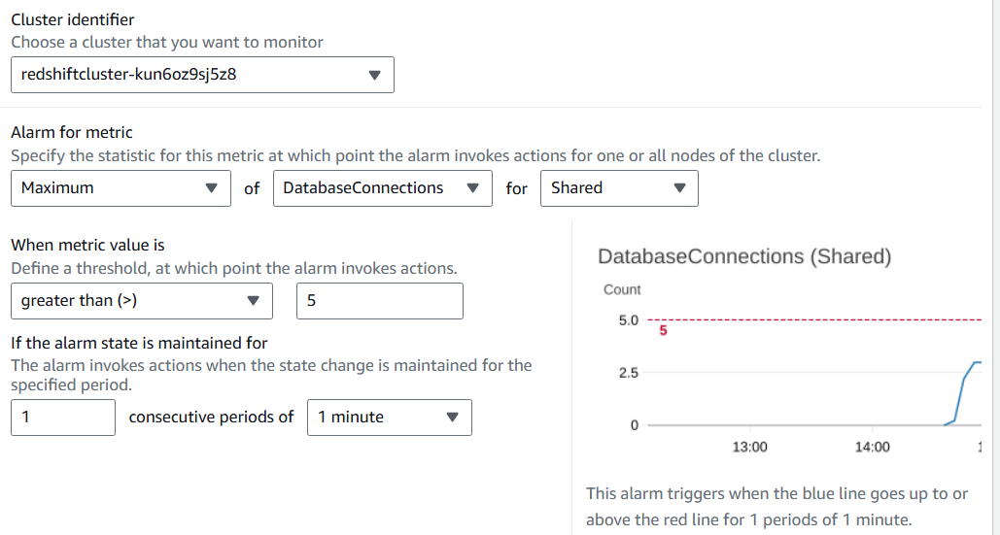 Cluster identifier
Choose a cluster that you want to monitor
redshiftcluster-kun6oz9sj5z8
Alarm for metric
Specify the statistic for this metric at which point the alarm invokes actions for one or all nodes of the cluster.
Maximum of DatabaseConnections for Shared
When metric value is
Define a threshold, at which point the alarm invokes actions.
greater than (>) 5
If the alarm state is maintained for
The alarm invokes actions when the state change is maintained for the
specified period.
1 consecutive periods of 1 minute
DatabaseConnections (Shared)
Count
5.0
5
2.5
0
13:00 14:00
This alarm triggers when the blue line goes up to or
above the red line for 1 periods of 1 minute.